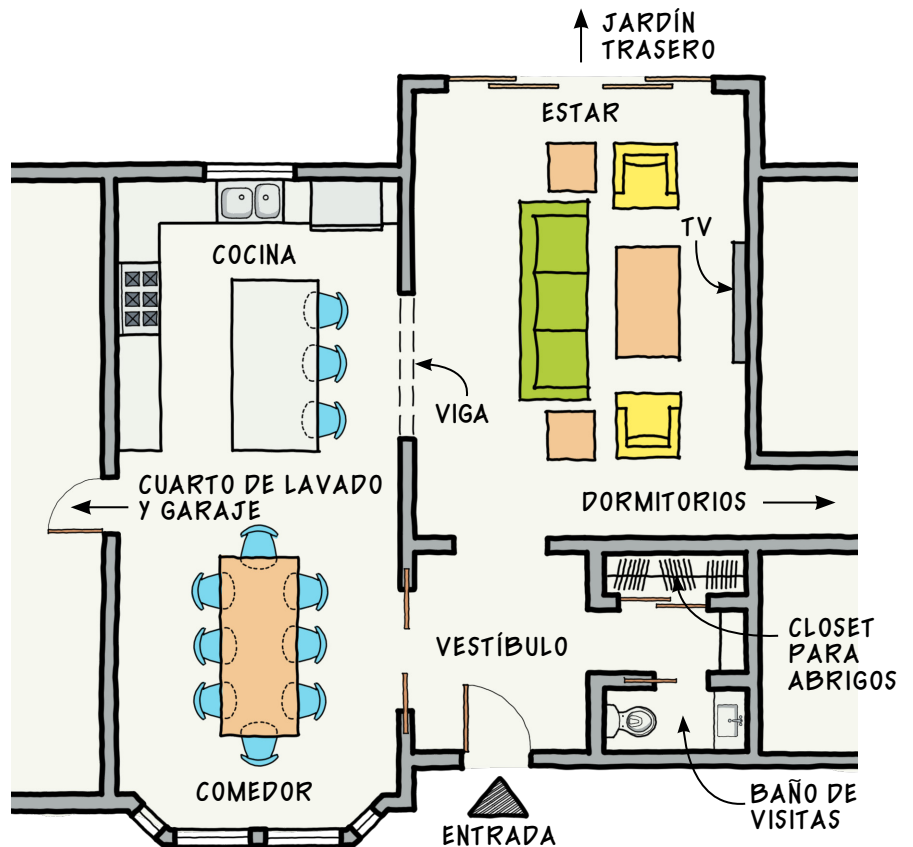 JARDÍN
TRASERO
ESTAR
TV
COCINA
VIGA
CUARTO DE LAVADO
Y GARAJE
DORMITORIOS
VESTÍBULO
CLOSET
PARA
ABRIGOS
COMEDOR
ENTRADA
BAÑO DE
VISITAS